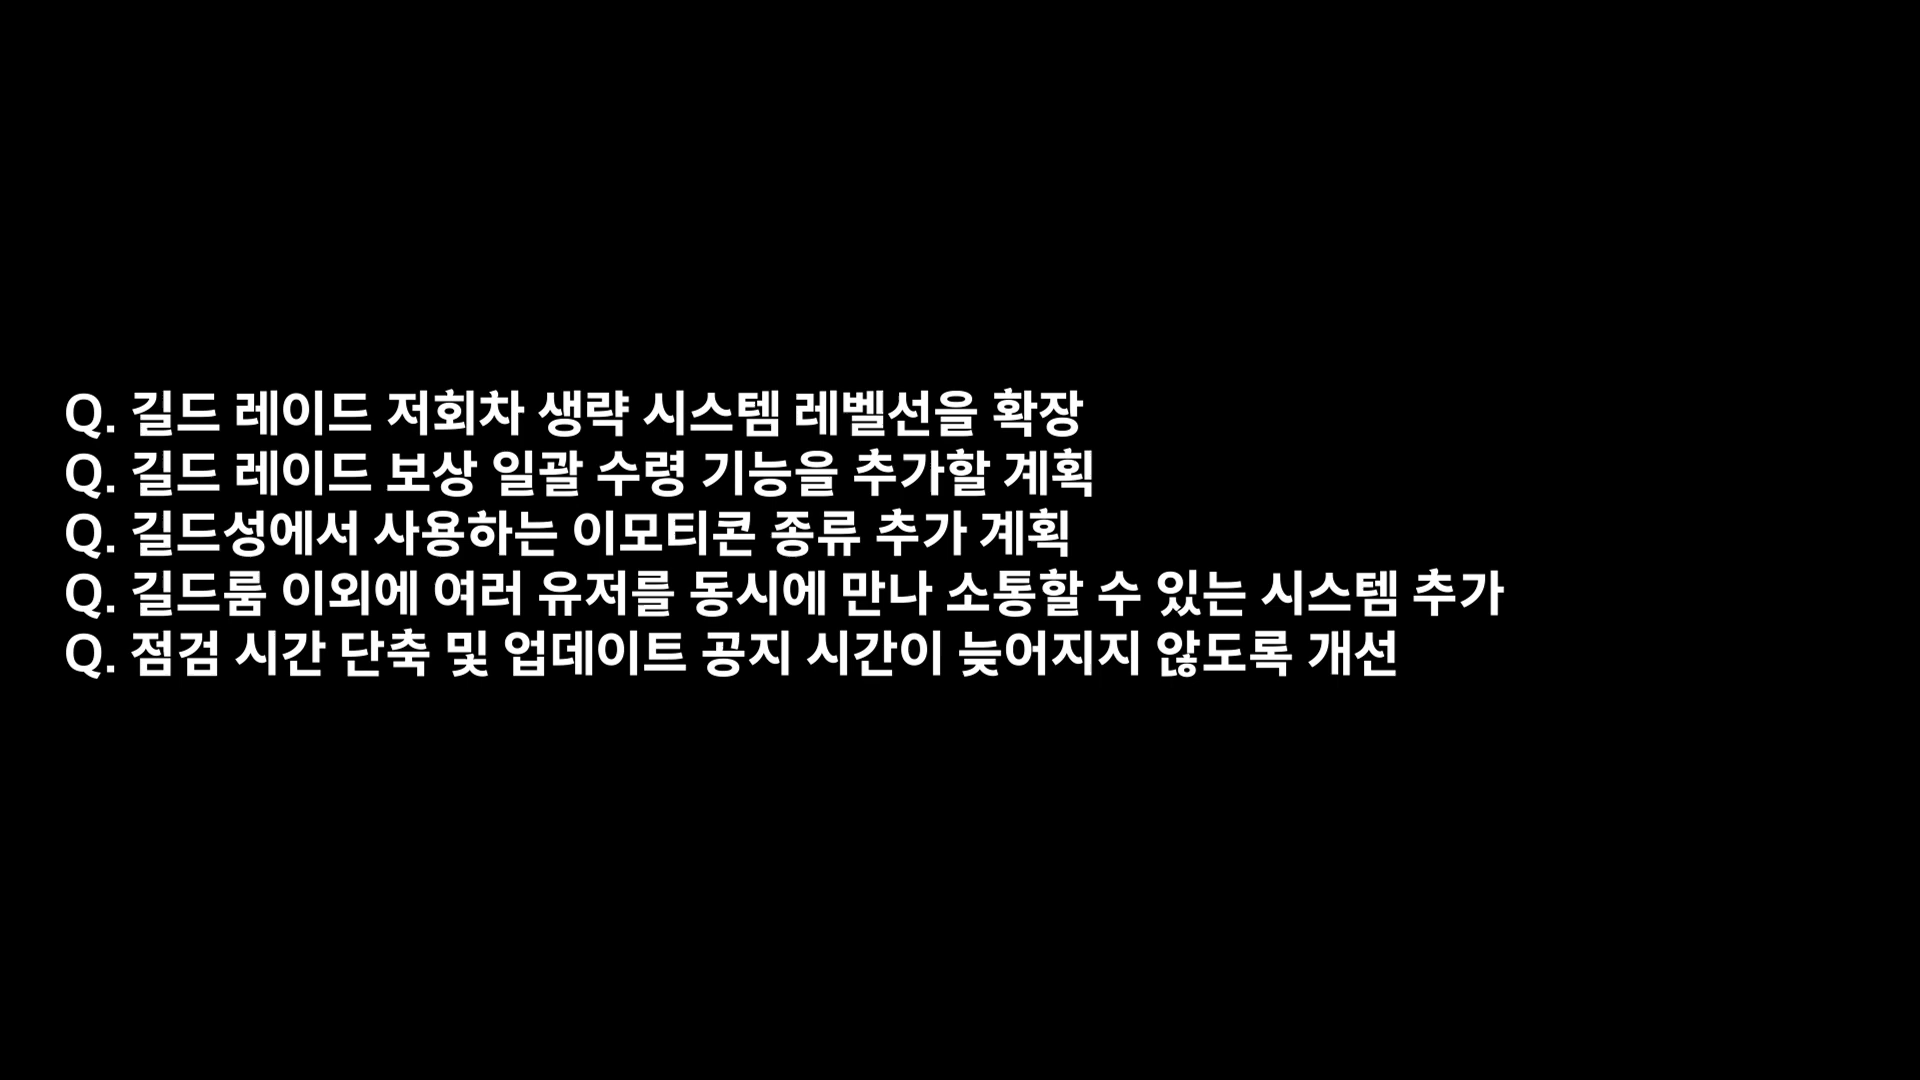 Q. 길드 레이드 저회차 생략 시스템 레벨선을 확장
Q. 길드 레이드 보상 일괄 수령 기능을 추가할 계획
Q. 길드성에서 사용하는 이모티콘 종류 추가 계획
Q. 길드룸 이외에 여러 유저를 동시에 만나 소통할 수 있는 시스템 추가
Q. 점검 시간 단축 및 업데이트 공지 시간이 늦어지지 않도록 개선